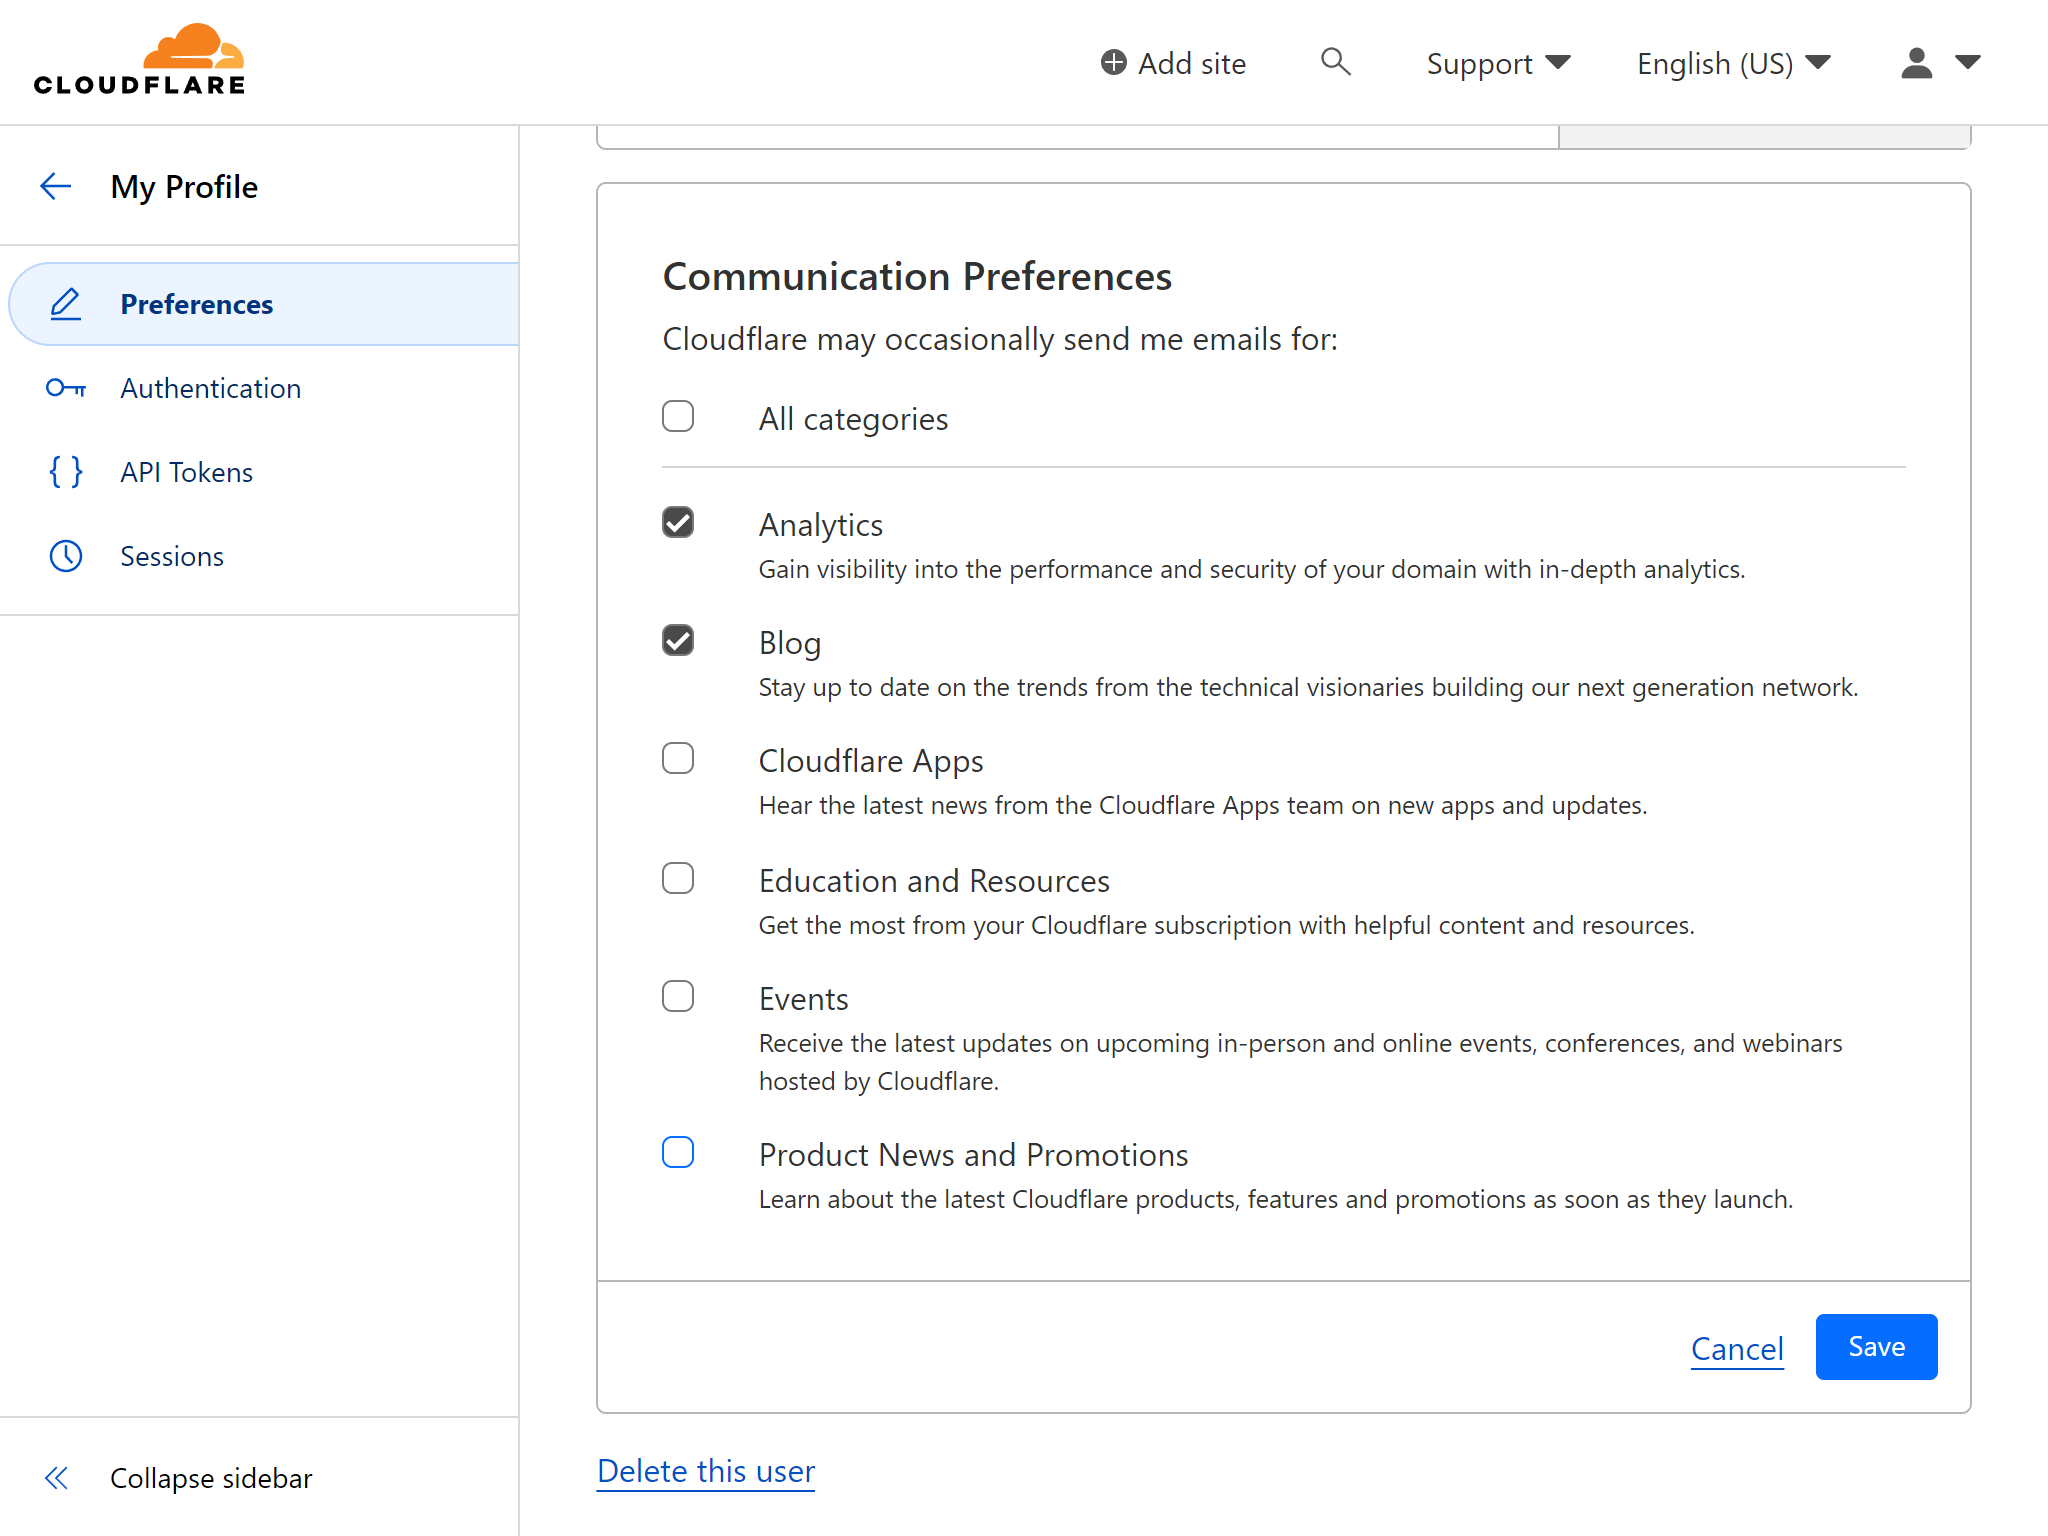 CLOUDFLARE
Add site
Support
English (US)
My Profile
Preferences
Authentication
API Tokens
Sessions
Collapse sidebar
Communication Preferences
Cloudflare may occasionally send me emails for:
All categories
Analytics
Gain visibility into the performance and security of your domain with in-depth analytics.
Blog
Stay up to date on the trends from the technical visionaries building our next generation network.
Cloudflare Apps
Hear the latest news from the Cloudflare Apps team on new apps and updates.
Education and Resources
Get the most from your Cloudflare subscription with helpful content and resources.
Events
Receive the latest updates on upcoming in-person and online events, conferences, and webinars
hosted by Cloudflare.
Product News and Promotions
Learn about the latest Cloudflare products, features and promotions as soon as they launch.
Cancel
Save
Delete this user